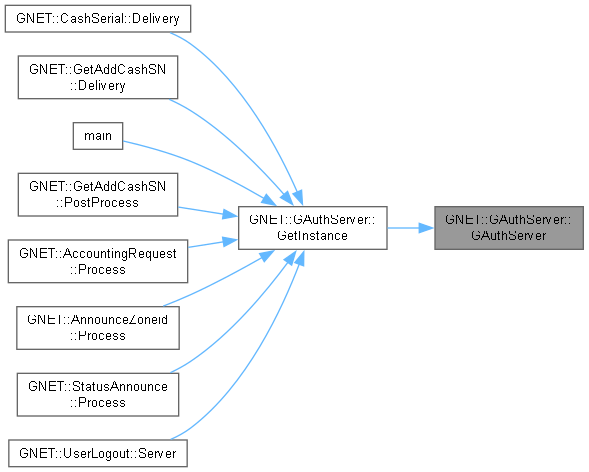 GNET::CashSerial::Delivery
GNET::GetAddCashSN
::Delivery
main
GNET::GetAddCashSN
::PostProcess
GNET::AccountingRequest
::Process
GNET::AnnounceZoneid
::Process
GNET::StatusAnnounce
::Process
GNET::UserLogout::Server
GNET::GAuthServer::
GetInstance
GNET::GAuthServer::
GAuthServer